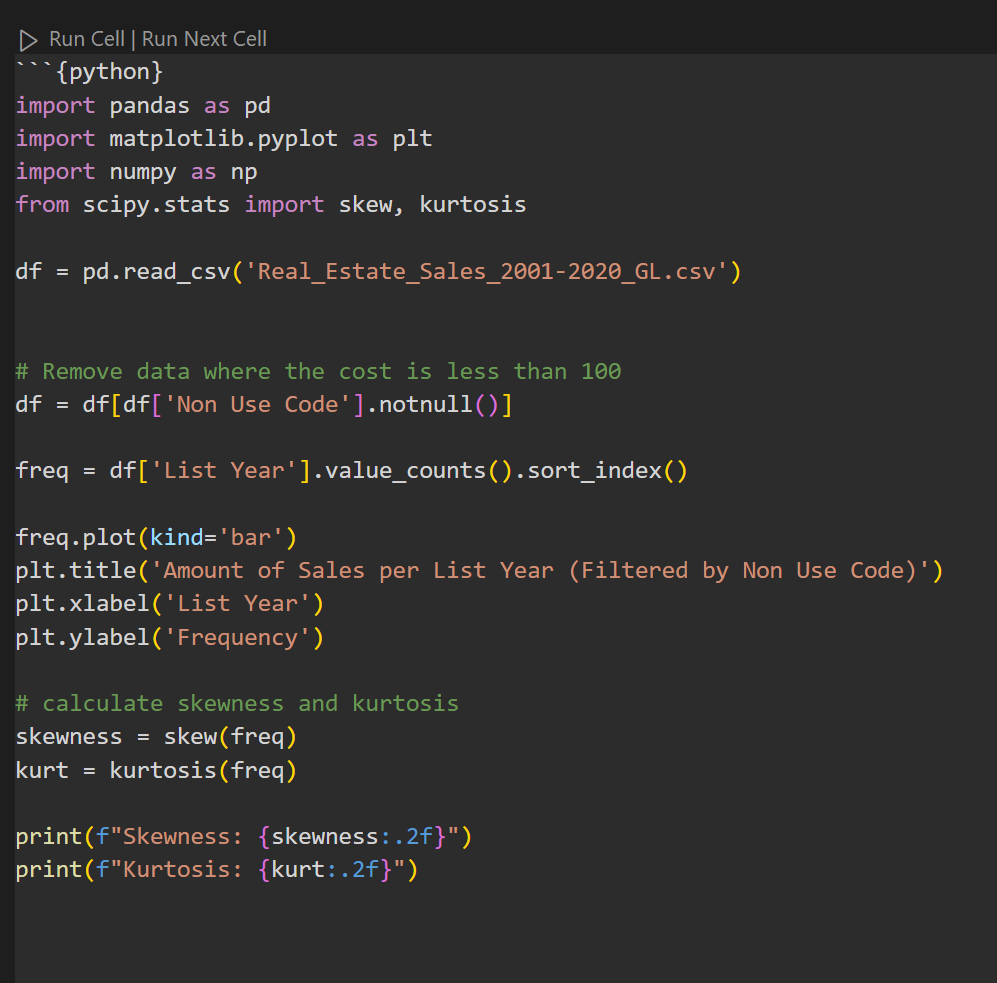 Run Cell | Run Next Cell
```{python}
import pandas as pd
import matplotlib.pyplot as plt
import numpy as np
from scipy.stats import skew, kurtosis
df = pd.read_csv('Real_Estate_Sales_2001-2020_GL.csv')
# Remove data where the cost is less than 100
df = df[df['Non Use Code'].notnull()]
freq = df['List Year'].value_counts().sort_index()
freq.plot(kind='bar')
plt.title('Amount of Sales per List Year (Filtered by Non Use Code)')
plt.xlabel('List Year')
plt.ylabel('Frequency')
# calculate skewness and kurtosis
skewness = skew(freq)
kurt = kurtosis(freq)
print(f"Skewness: {skewness:.2f}")
print(f"Kurtosis: {kurt:.2f}")